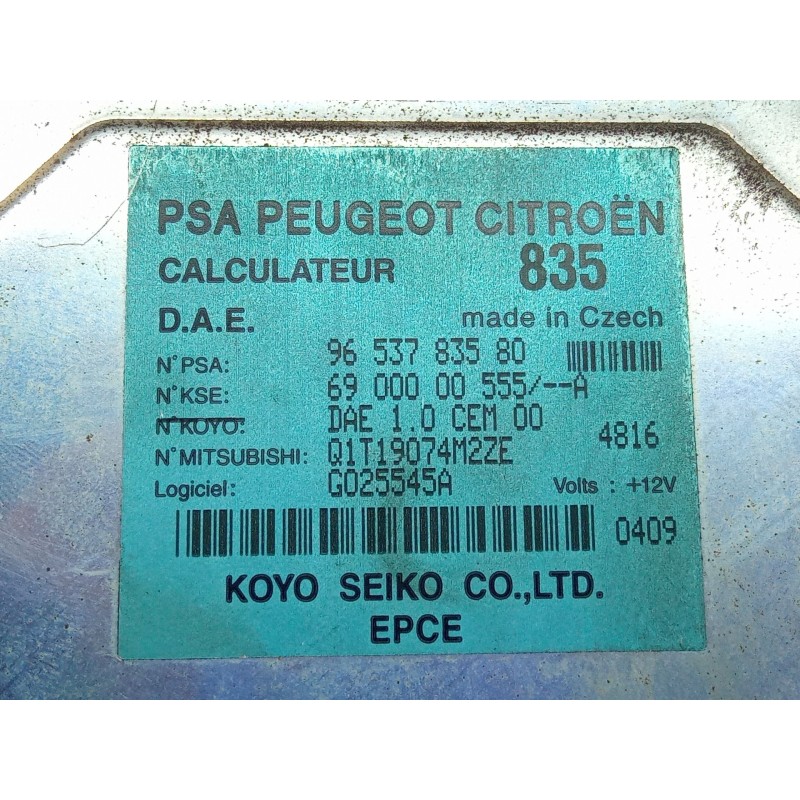 PSA PEUGEOT CITROËN
CALCULATEUR 835
D.A.E. made in Czech
N°PSA: 96 537 835 80
N°KSE: 69 000 00 555/--A
N°KOYO: DAE 1.0 CEM 00
4816
N°MITSUBISHI: Q1T19074M2ZE
Logiciel: G025545A Volts : +12V
0409
KOYO SEIKO CO.,LTD.
EPCE